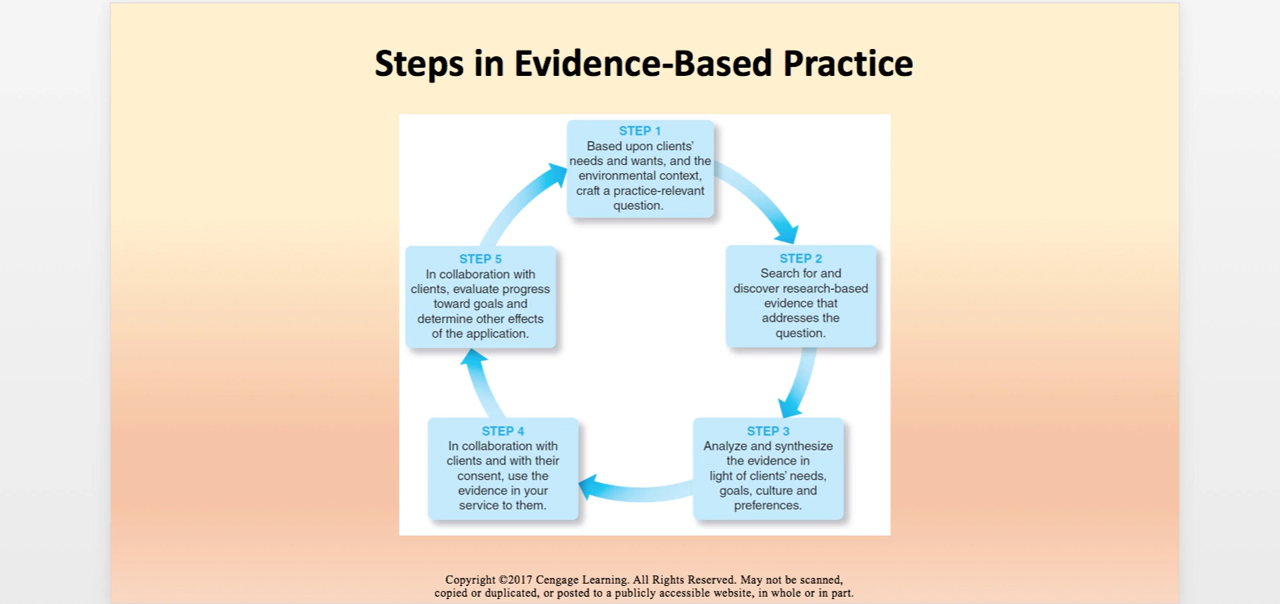 Steps in Evidence-Based Practice
STEP 1
Based upon clients'
needs and wants, and the
environmental context,
craft a practice-relevant
question.
STEP 2
Search for and
discover research-based
evidence that
addresses the
question.
STEP 3
Analyze and synthesize
the evidence in
light of clients' needs,
goals, culture and
preferences.
STEP 4
In collaboration with
clients and with their
consent, use the
evidence in your
service to them.
STEP 5
In collaboration with
clients, evaluate progress
toward goals and
determine other effects
of the application.
Copyright ©2017 Cengage Learning. All Rights Reserved. May not be scanned,
copied or duplicated, or posted to a publicly accessible website, in whole or in part.